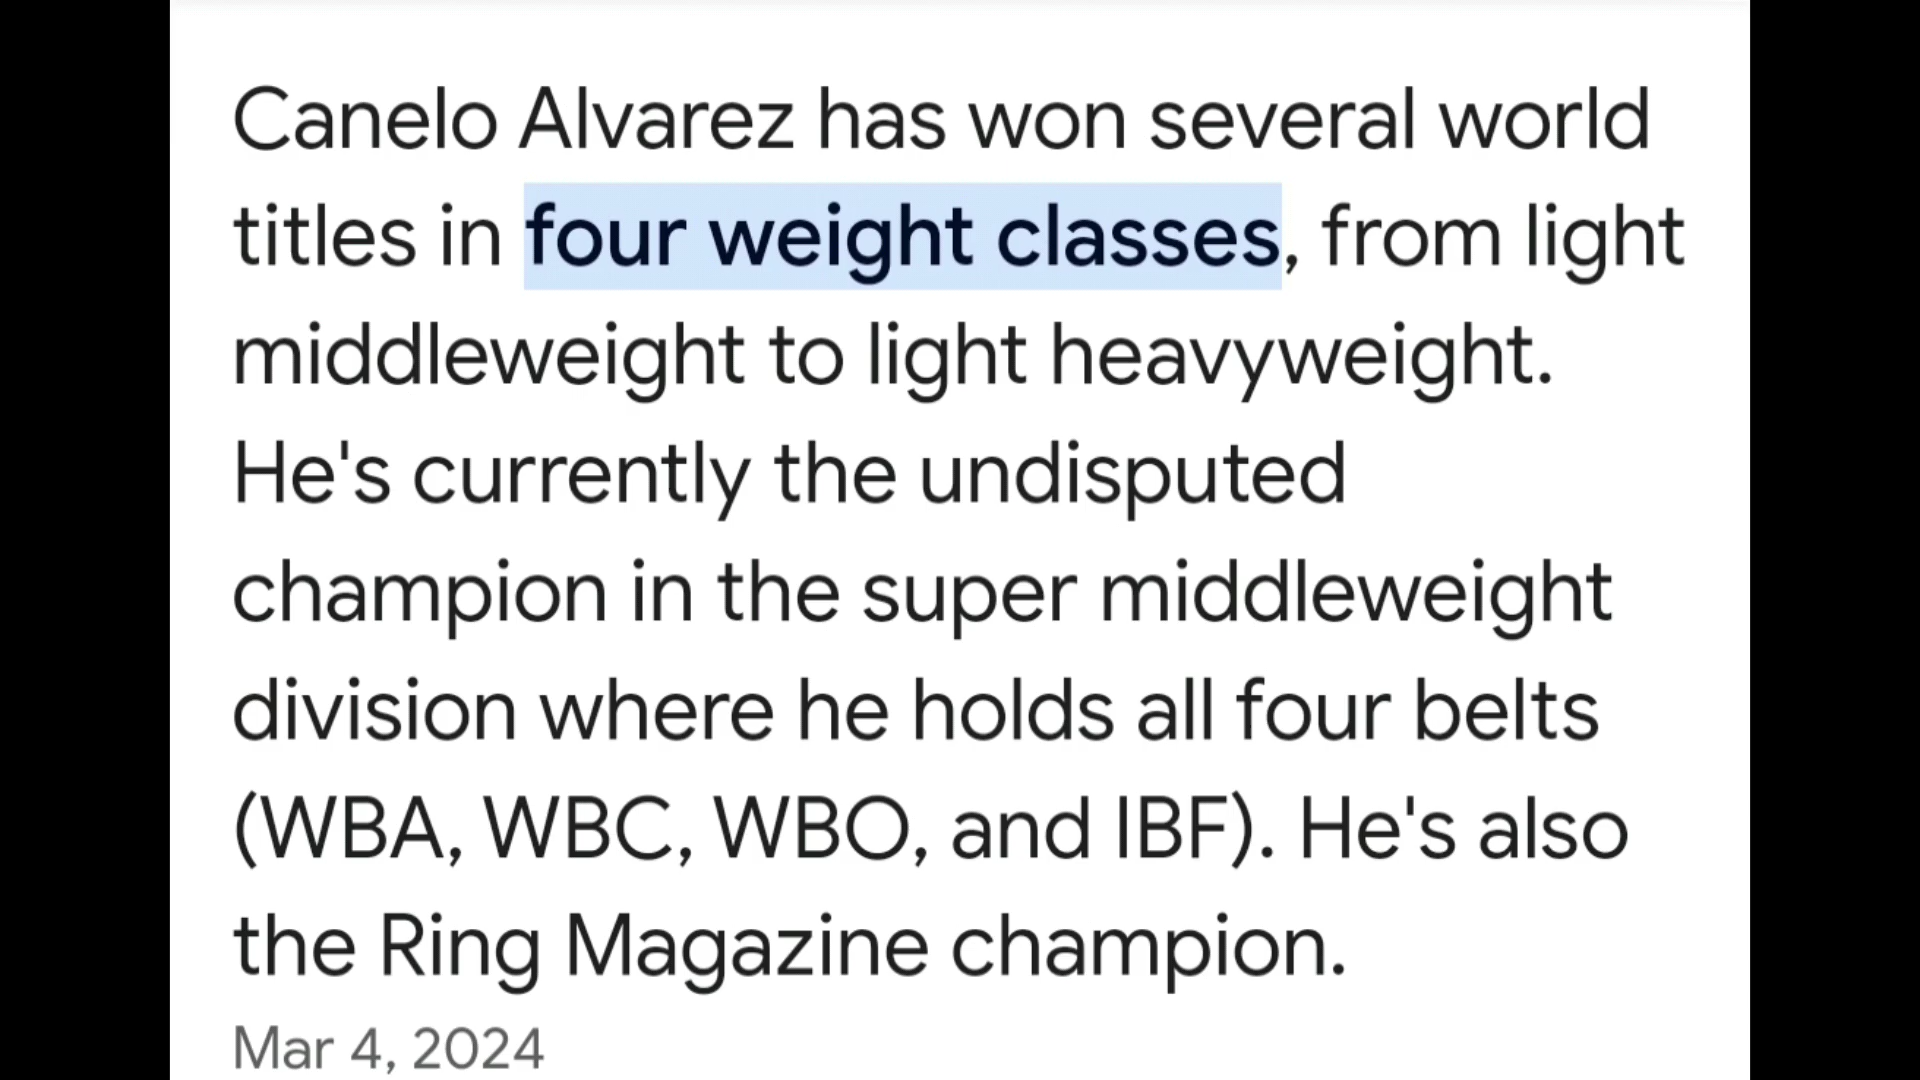 Canelo Alvarez has won several world
titles in four weight classes, from light
middleweight to light heavyweight.
He's currently the undisputed
champion in the super middleweight
division where he holds all four belts
(WBA, WBC, WBO, and IBF). He's also
the Ring Magazine champion.
Mar 4, 2024